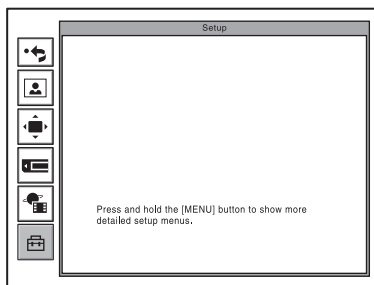 Setup
Press and hold the [MENU] button to show more
detailed setup menus.